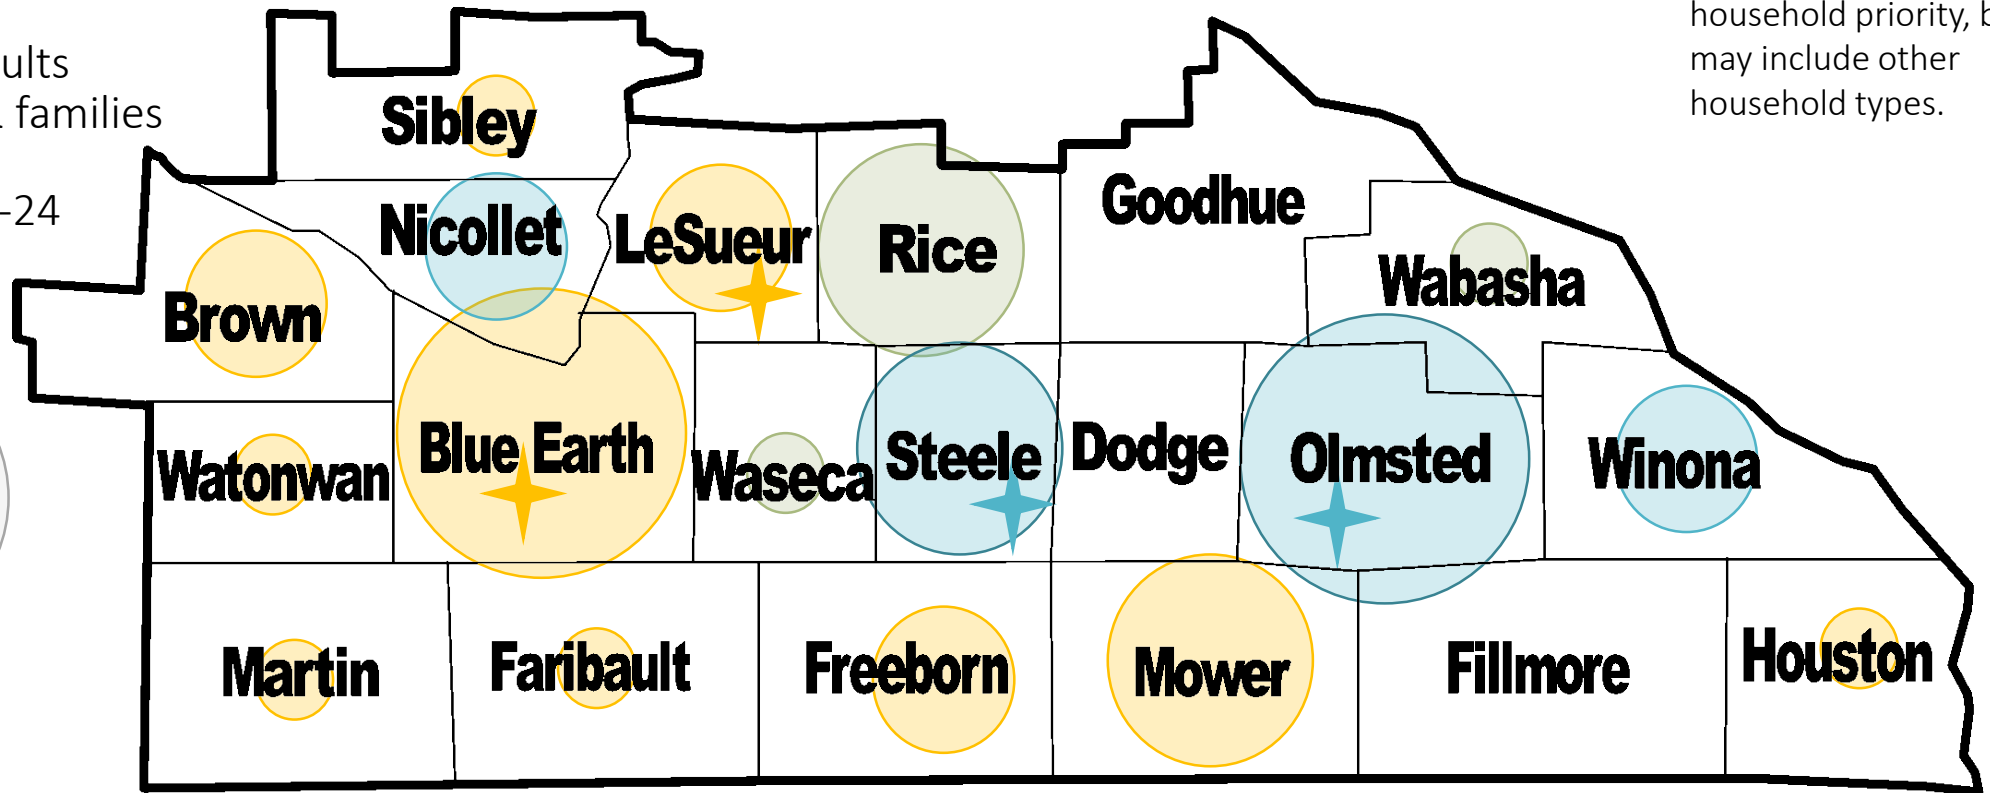 household priority, b
may include other
household types.
ults
families
-24
Sibley
Nicollet
LeSueur
Rice
Goodhue
Wabasha
Brown
Watonwan
Blue Earth
Waseca
Steele
Dodge
Olmsted
Winona
Martin
Faribault
Freeborn
Mower
Fillmore
Houston